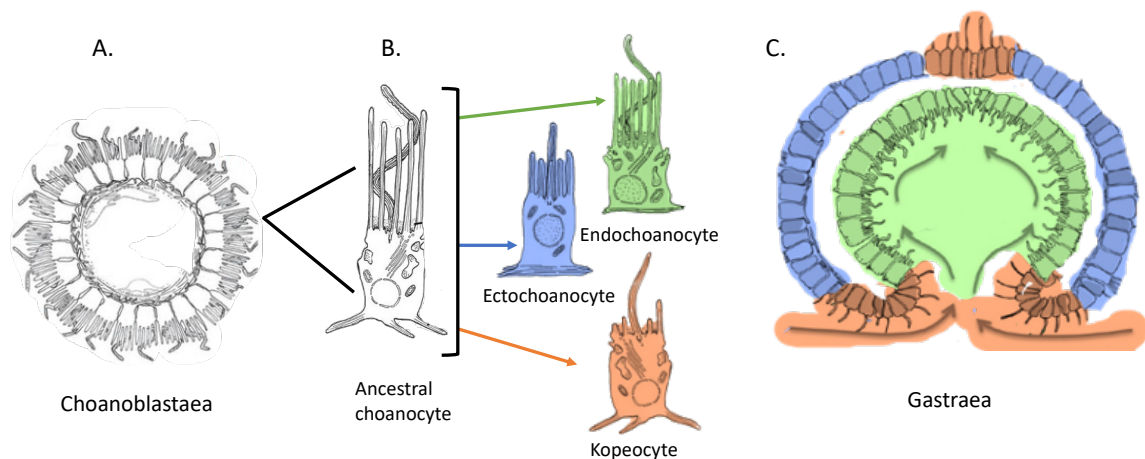 A.
B.
C.
Endochoanocyte
Ectochoanocyte
Ancestral
choanocyte
Kopeocyte
Choanoblastaea
Gastraea